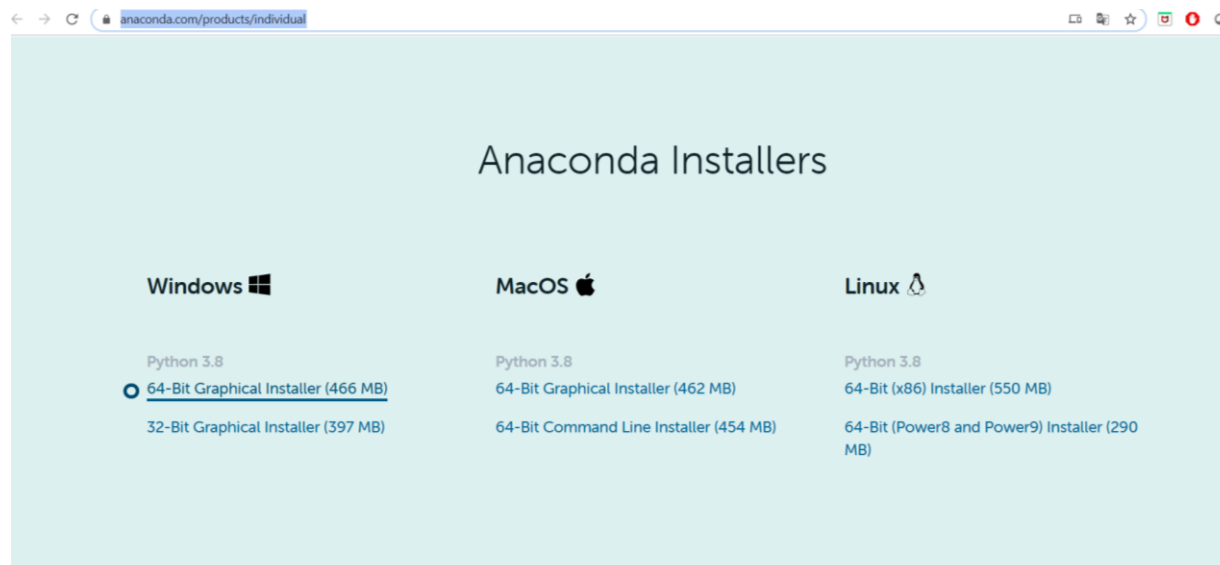 anaconda.com/products/individual
Anaconda Installers
Windows
MacOS
Linux
Python 3.8
64-Bit Graphical Installer (466 MB)
32-Bit Graphical Installer (397 MB)
Python 3.8
64-Bit Graphical Installer (462 MB)
64-Bit Command Line Installer (454 MB)
Python 3.8
64-Bit (x86) Installer (550 MB)
64-Bit (Power8 and Power9) Installer (290
MB)